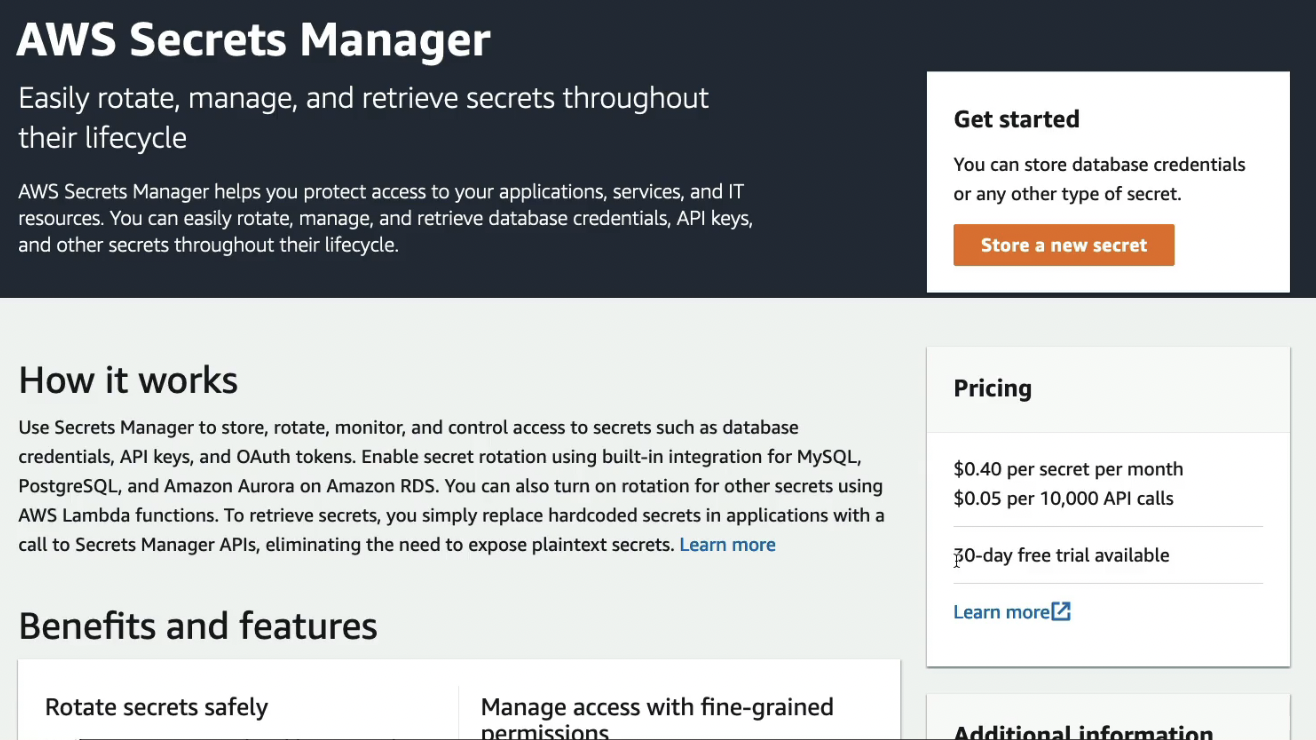 AWS Secrets Manager
Easily rotate, manage, and retrieve secrets throughout
their lifecycle
AWS Secrets Manager helps you protect access to your applications, services, and IT
resources. You can easily rotate, manage, and retrieve database credentials, API keys,
and other secrets throughout their lifecycle.
Get started
You can store database credentials
or any other type of secret.
Store a new secret
How it works
Use Secrets Manager to store, rotate, monitor, and control access to secrets such as database
credentials, API keys, and OAuth tokens. Enable secret rotation using built-in integration for MySQL,
PostgreSQL, and Amazon Aurora on Amazon RDS. You can also turn on rotation for other secrets using
AWS Lambda functions. To retrieve secrets, you simply replace hardcoded secrets in applications with a
call to Secrets Manager APIs, eliminating the need to expose plaintext secrets. Learn more
Pricing
$0.40 per secret per month
$0.05 per 10,000 API calls
30-day free trial available
Learn more
Benefits and features
Rotate secrets safely
Manage access with fine-grained
permissions
Additional information